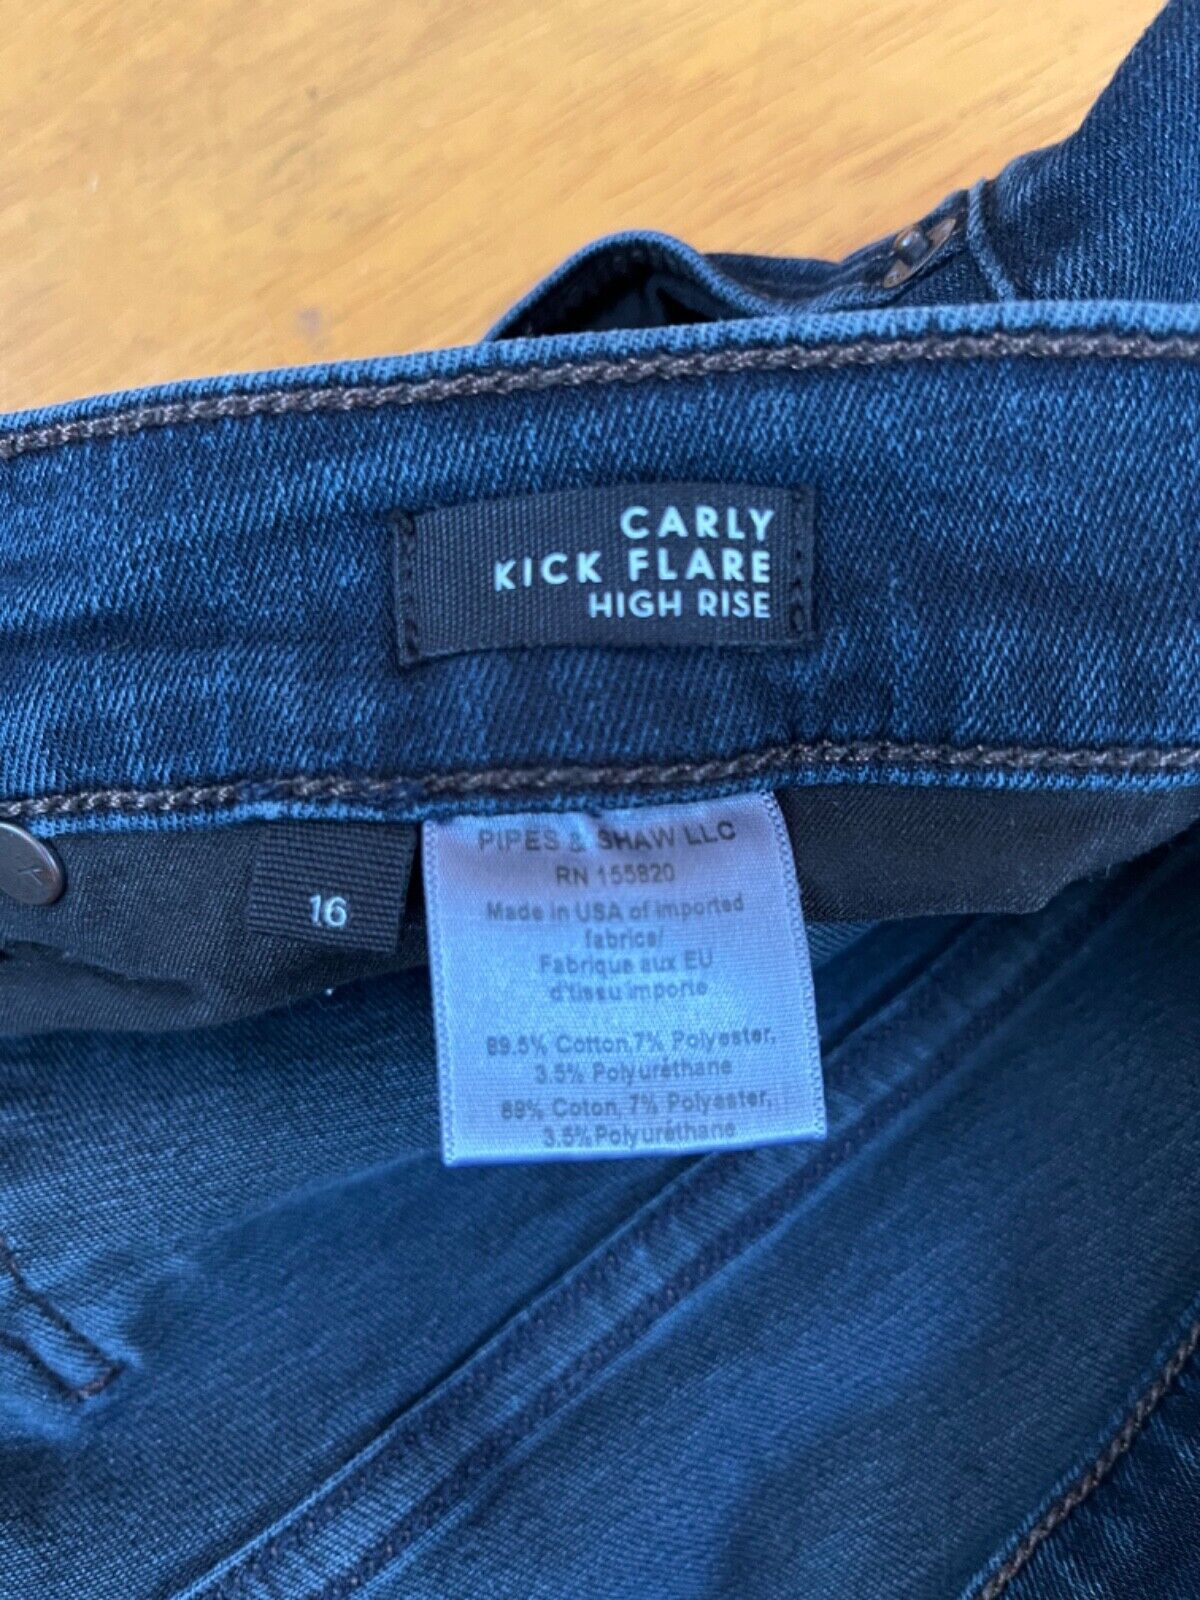 CARLY
KICK FLARE
HIGH RISE
16
PIPES & SHAW LLC
RN 155820
Made in USA of imported
fabrics/
Fabrique aux EU
d'tissu importe
89.5% Cotton,7% Polyester,
3.5% Polyuréthane
89% Coton, 7% Polyester,
3.5%Polyuréthane